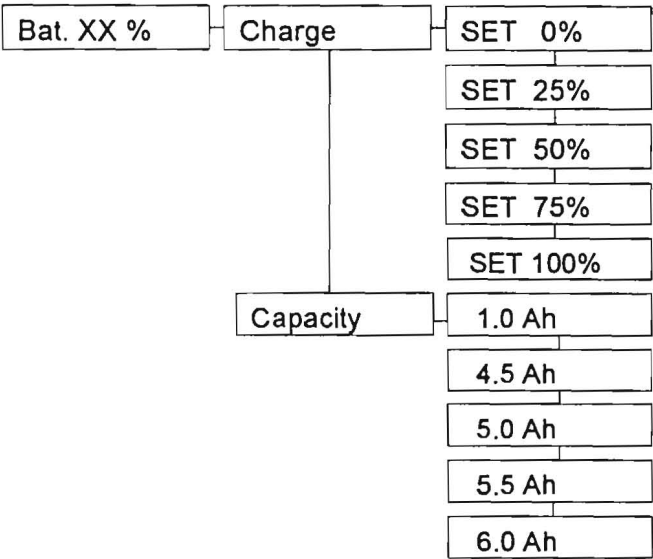 Bat. XX % Charge SET 0%
SET 25%
SET 50%
SET 75%
SET 100%
Capacity 1.0 Ah
4.5 Ah
5.0 Ah
5.5 Ah
6.0 Ah